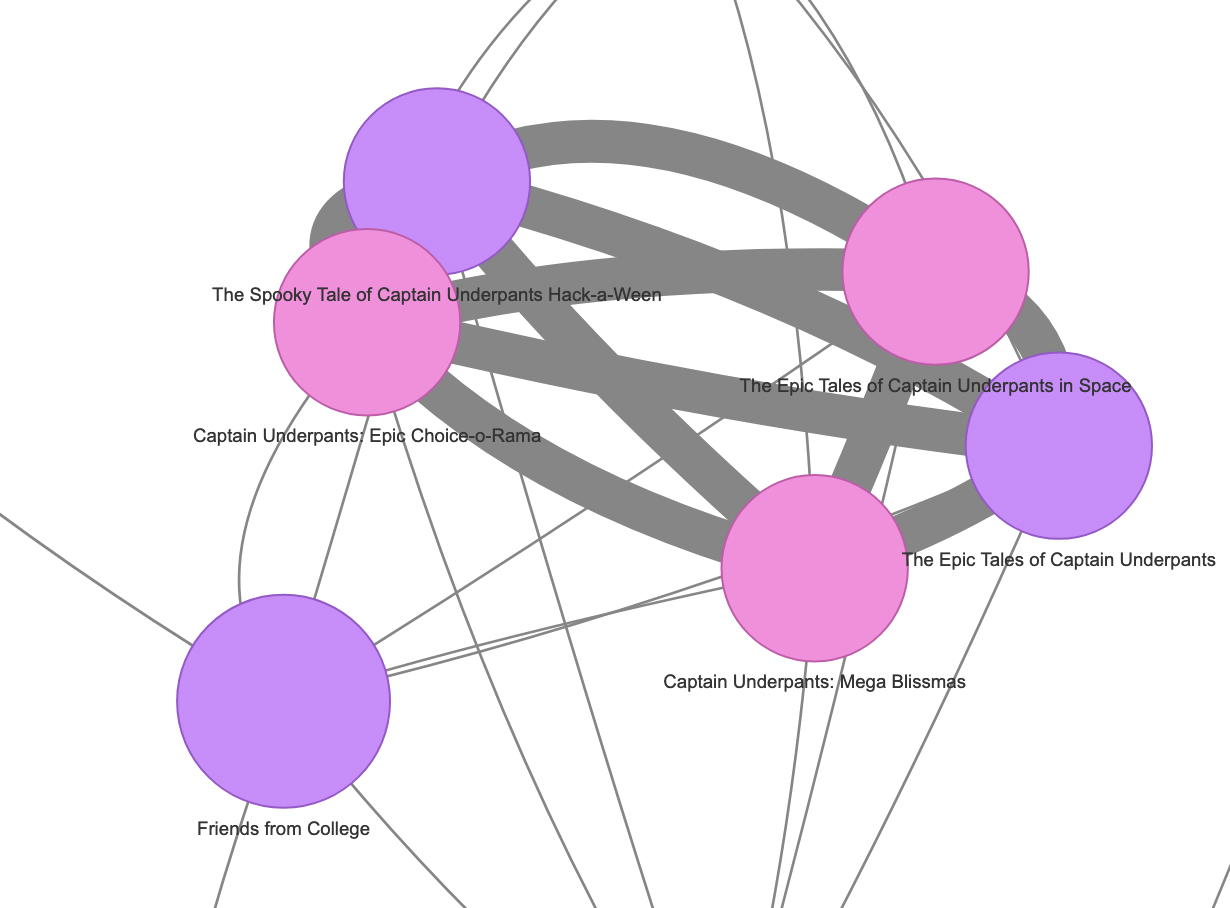 The Spooky Tale of Captain Underpants Hack-a-Ween
The Epic Tales of Captain Underpants in Space
Captain Underpants: Epic Choice-o-Rama
The Epic Tales of Captain Underpants
Captain Underpants: Mega Blissmas
Friends from College